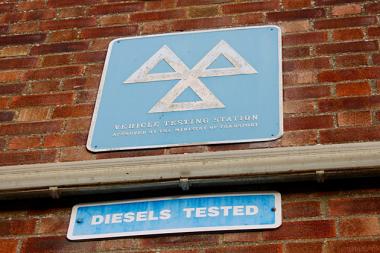 VEHICLE TESTING STATION
APPROVED BY THE MINISTRY OF TRANSPORT
DIESELS TESTED